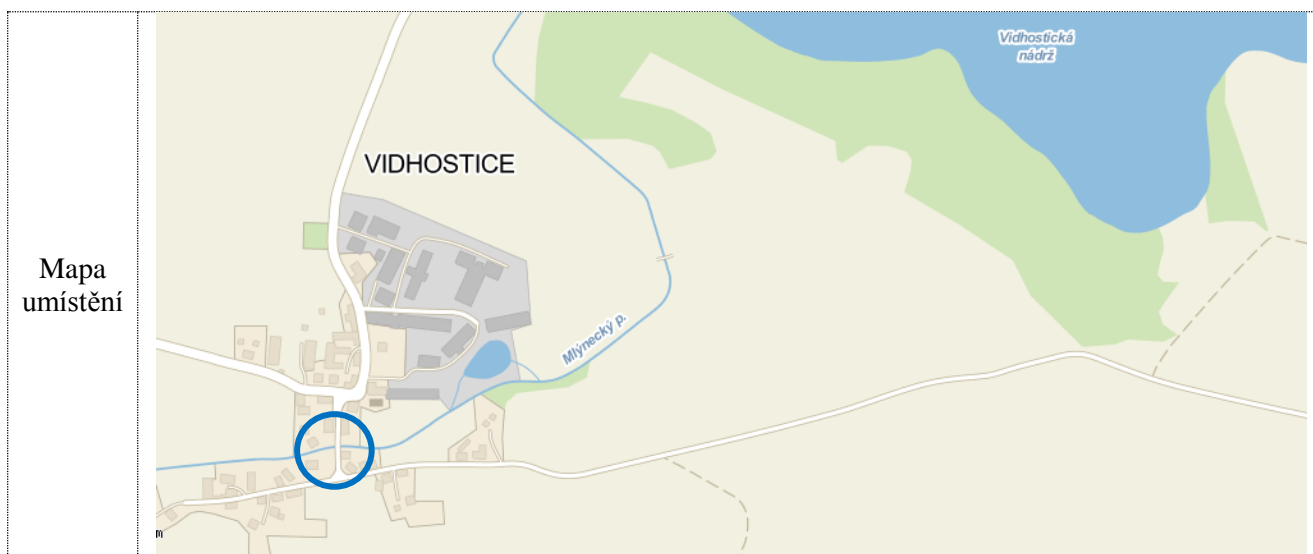 Mapa
umístění
Vidhostická
nádrž
VIDHOSTICE
Mlýnecký p.
m